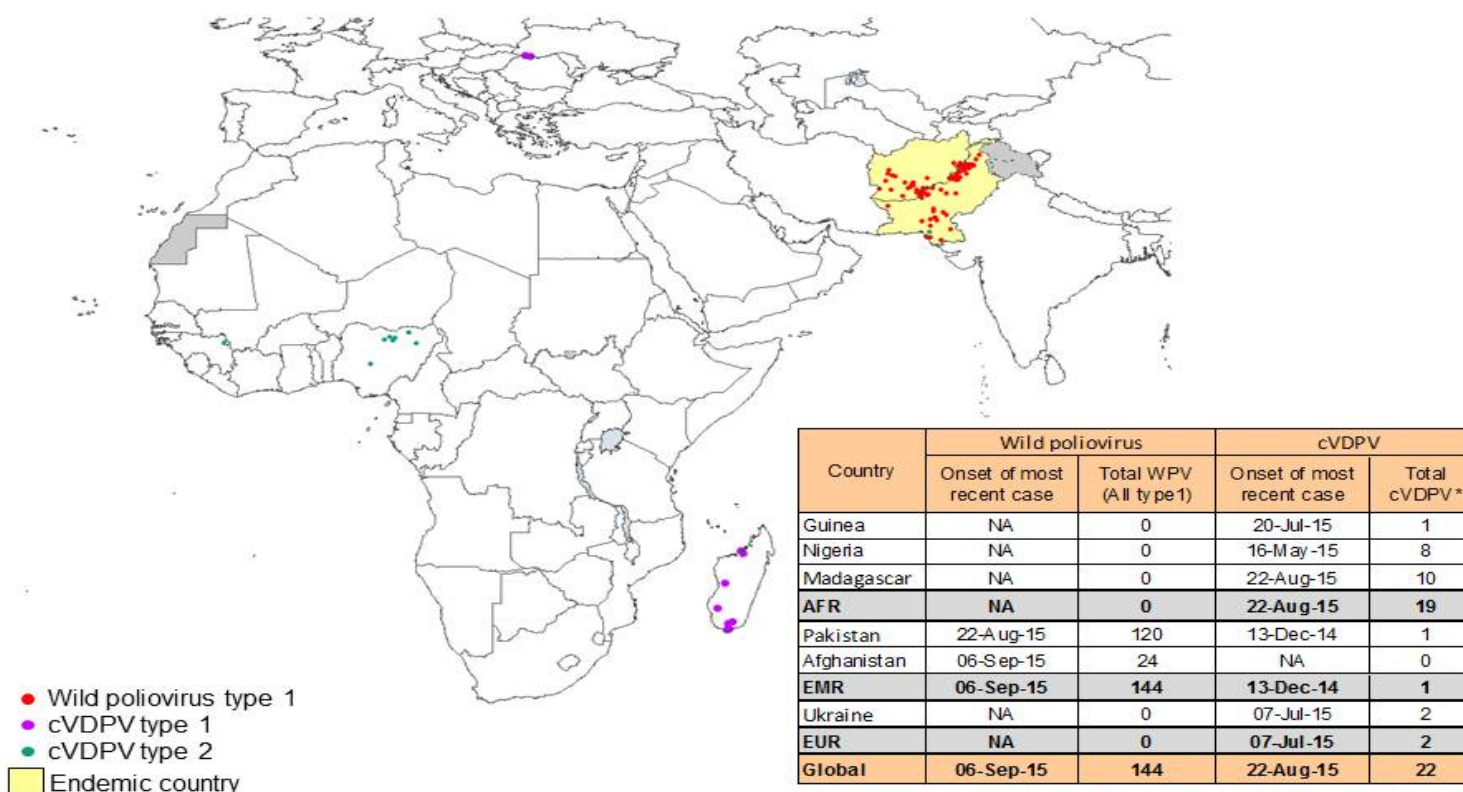 Country Wild poliovirus cVDPV
Onset of most recent case Total WPV (All type1) Onset of most recent case Total cVDPV*
Guinea NA 0 20-Jul-15 1
Nigeria NA 0 16-May-15 8
Madagascar NA 0 22-Aug-15 10
AFR NA 0 22-Aug-15 19
Pakistan 22-Aug-15 120 13-Dec-14 1
Afghanistan 06-Sep-15 24 NA 0
EMR 06-Sep-15 144 13-Dec-14 1
Ukraine NA 0 07-Jul-15 2
EUR NA 0 07-Jul-15 2
Global 06-Sep-15 144 22-Aug-15 22
Wild poliovirus type 1
cVDPV type 1
cVDPV type 2
Endemic country